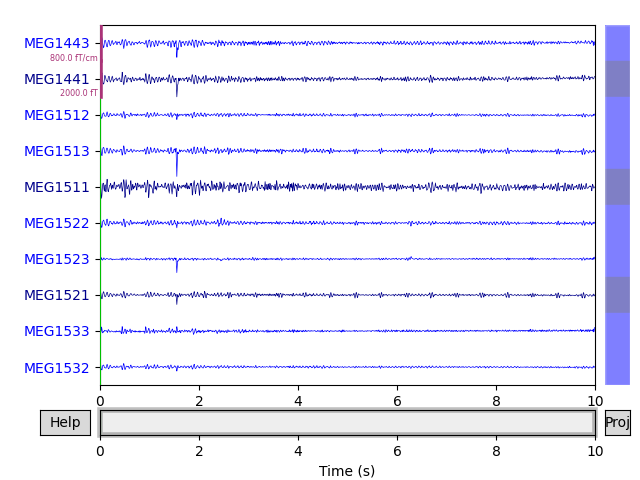 MEG1443
800.0 fT/cm
MEG1441
2000.0 fT
MEG1512
MEG1513
MEG1511
MEG1522
MEG1523
MEG1521
MEG1533
MEG1532
0 2 4 6 8 10
Help
Proj
0 2 4 6 8 10
Time (s)